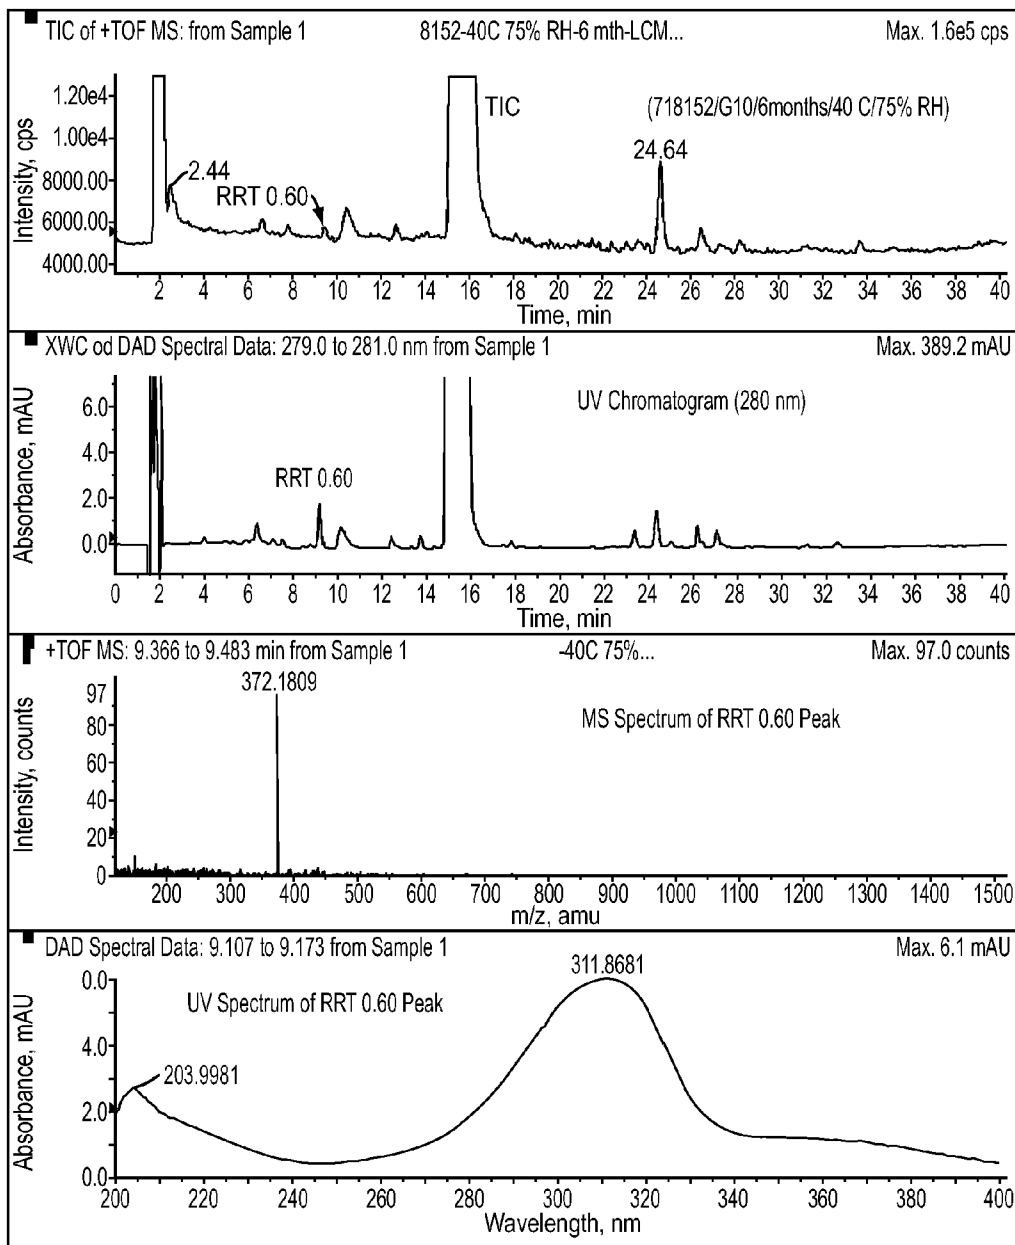 TIC of +TOF MS: from Sample 1 8152-40C 75% RH-6 mth-LCM... Max. 1.6e5 cps
Intensity, cps
1.20e4
1.00e4
8000.00
6000.00
4000.00
2.44
RRT 0.60
TIC
(718152/G10/6months/40 C/75% RH)
24.64
2 4 6 8 10 12 14 16 18 20 22 24 26 28 30 32 34 36 38 40
Time, min
XWC od DAD Spectral Data: 279.0 to 281.0 nm from Sample 1 Max. 389.2 mAU
Absorbance, mAU
6.0
4.0
2.0
0.0
RRT 0.60
UV Chromatogram (280 nm)
0 2 4 6 8 10 12 14 16 18 20 22 24 26 28 30 32 34 36 38 40
Time, min
+TOF MS: 9.366 to 9.483 min from Sample 1 -40C 75%... Max. 97.0 counts
Intensity, counts
97
80
60
40
20
0
372.1809
MS Spectrum of RRT 0.60 Peak
200 300 400 500 600 700 800 900 1000 1100 1200 1300 1400 1500
m/z, amu
DAD Spectral Data: 9.107 to 9.173 from Sample 1 Max. 6.1 mAU
Absorbance, mAU
0.0
4.0
2.0
0.0
311.8681
UV Spectrum of RRT 0.60 Peak
203.9981
200 220 240 260 280 300 320 340 360 380 400
Wavelength, nm